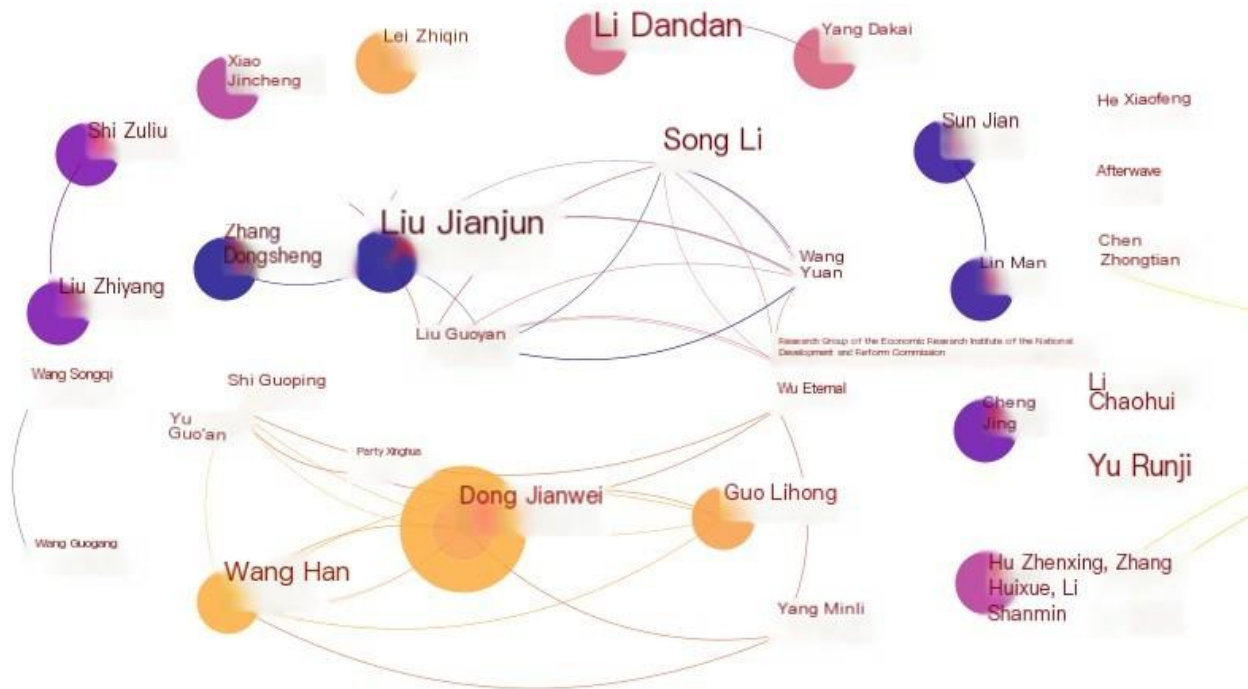 Li Dandan
Yang Dakai
Lei Zhiqin
Xiao
Jincheng
He Xiaofeng
Shi Zuliu
Sun Jian
Song Li
Afterwave
Liu Jianjun
Zhang
Dongsheng
Chen
Zhongtian
Wang
Yuan
Lin Man
Liu Zhiyang
Liu Guoyan
Research Group of the Economic Research Institute of the National
Development and Reform Commission
Wang Songqi
Shi Guoping
Wu Eternal
Li
Chaohui
Cheng
Jing
Yu
Guo'an
Party Xinghua
Yu Runji
Dong Jianwei
Guo Lihong
Wang Guogang
Wang Han
Hu Zhenxing, Zhang
Huixue, Li
Shanmin
Yang Minli